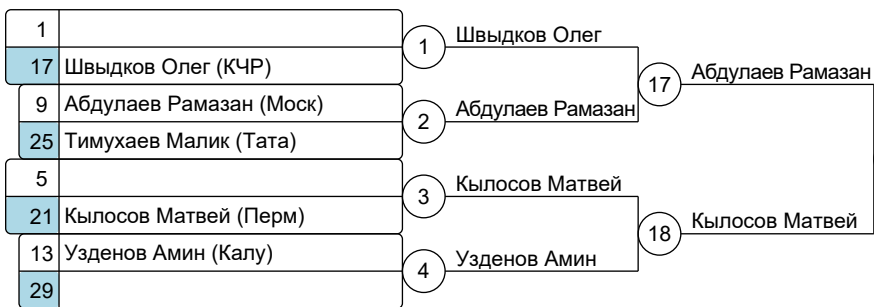 1
17 Швыдков Олег (КЧР)
1
Швыдков Олег
9 Абдулаев Рамазан (Моск)
25 Тимухаев Малик (Тата)
2
Абдулаев Рамазан
17
Абдулаев Рамазан
5
21 Кылосов Матвей (Перм)
3
Кылосов Матвей
13 Узденов Амин (Калу)
29
4
Узденов Амин
18
Кылосов Матвей